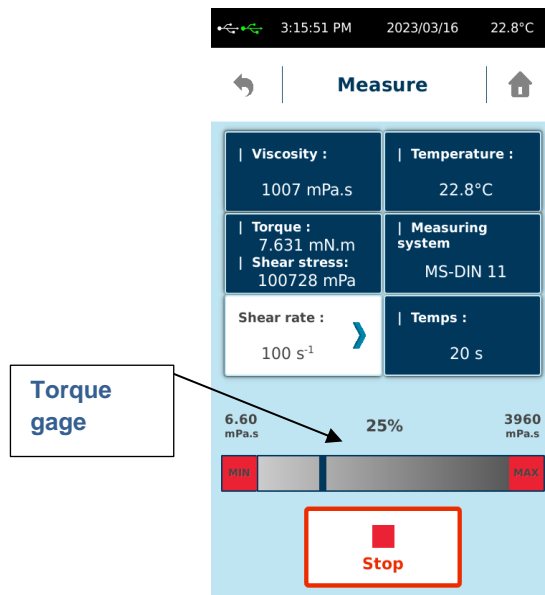 3:15:51 PM 2023/03/16 22.8°C
Measure
| Viscosity :
1007 mPa.s
| Temperature :
22.8°C
| Torque :
7.631 mN.m
| Shear stress:
100728 mPa
| Measuring
system
MS-DIN 11
Shear rate :
100 s⁻¹
| Temps :
20 s
Torque
gage
6.60
mPa.s
25%
3960
mPa.s
MIN
MAX
Stop